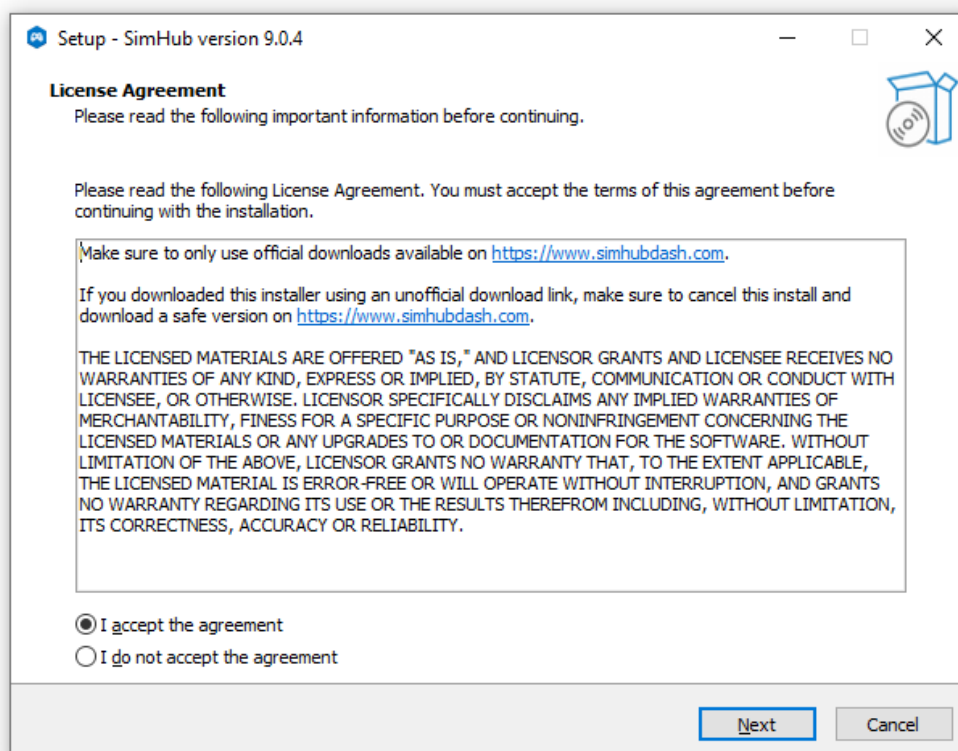 Setup - SimHub version 9.0.4
License Agreement
Please read the following important information before continuing.
Please read the following License Agreement. You must accept the terms of this agreement before
continuing with the installation.
Make sure to only use official downloads available on https://www.simhubdash.com.
If you downloaded this installer using an unofficial download link, make sure to cancel this install and
download a safe version on https://www.simhubdash.com.
THE LICENSED MATERIALS ARE OFFERED "AS IS," AND LICENSOR GRANTS AND LICENSEE RECEIVES NO
WARRANTIES OF ANY KIND, EXPRESS OR IMPLIED, BY STATUTE, COMMUNICATION OR CONDUCT WITH
LICENSEE, OR OTHERWISE. LICENSOR SPECIFICALLY DISCLAIMS ANY IMPLIED WARRANTIES OF
MERCHANTABILITY, FINESS FOR A SPECIFIC PURPOSE OR NONINFRINGEMENT CONCERNING THE
LICENSED MATERIALS OR ANY UPGRADES TO OR DOCUMENTATION FOR THE SOFTWARE. WITHOUT
LIMITATION OF THE ABOVE, LICENSOR GRANTS NO WARRANTY THAT, TO THE EXTENT APPLICABLE,
THE LICENSED MATERIAL IS ERROR-FREE OR WILL OPERATE WITHOUT INTERRUPTION, AND GRANTS
NO WARRANTY REGARDING ITS USE OR THE RESULTS THEREFROM INCLUDING, WITHOUT LIMITATION,
ITS CORRECTNESS, ACCURACY OR RELIABILITY.
I accept the agreement
I do not accept the agreement
Next Cancel